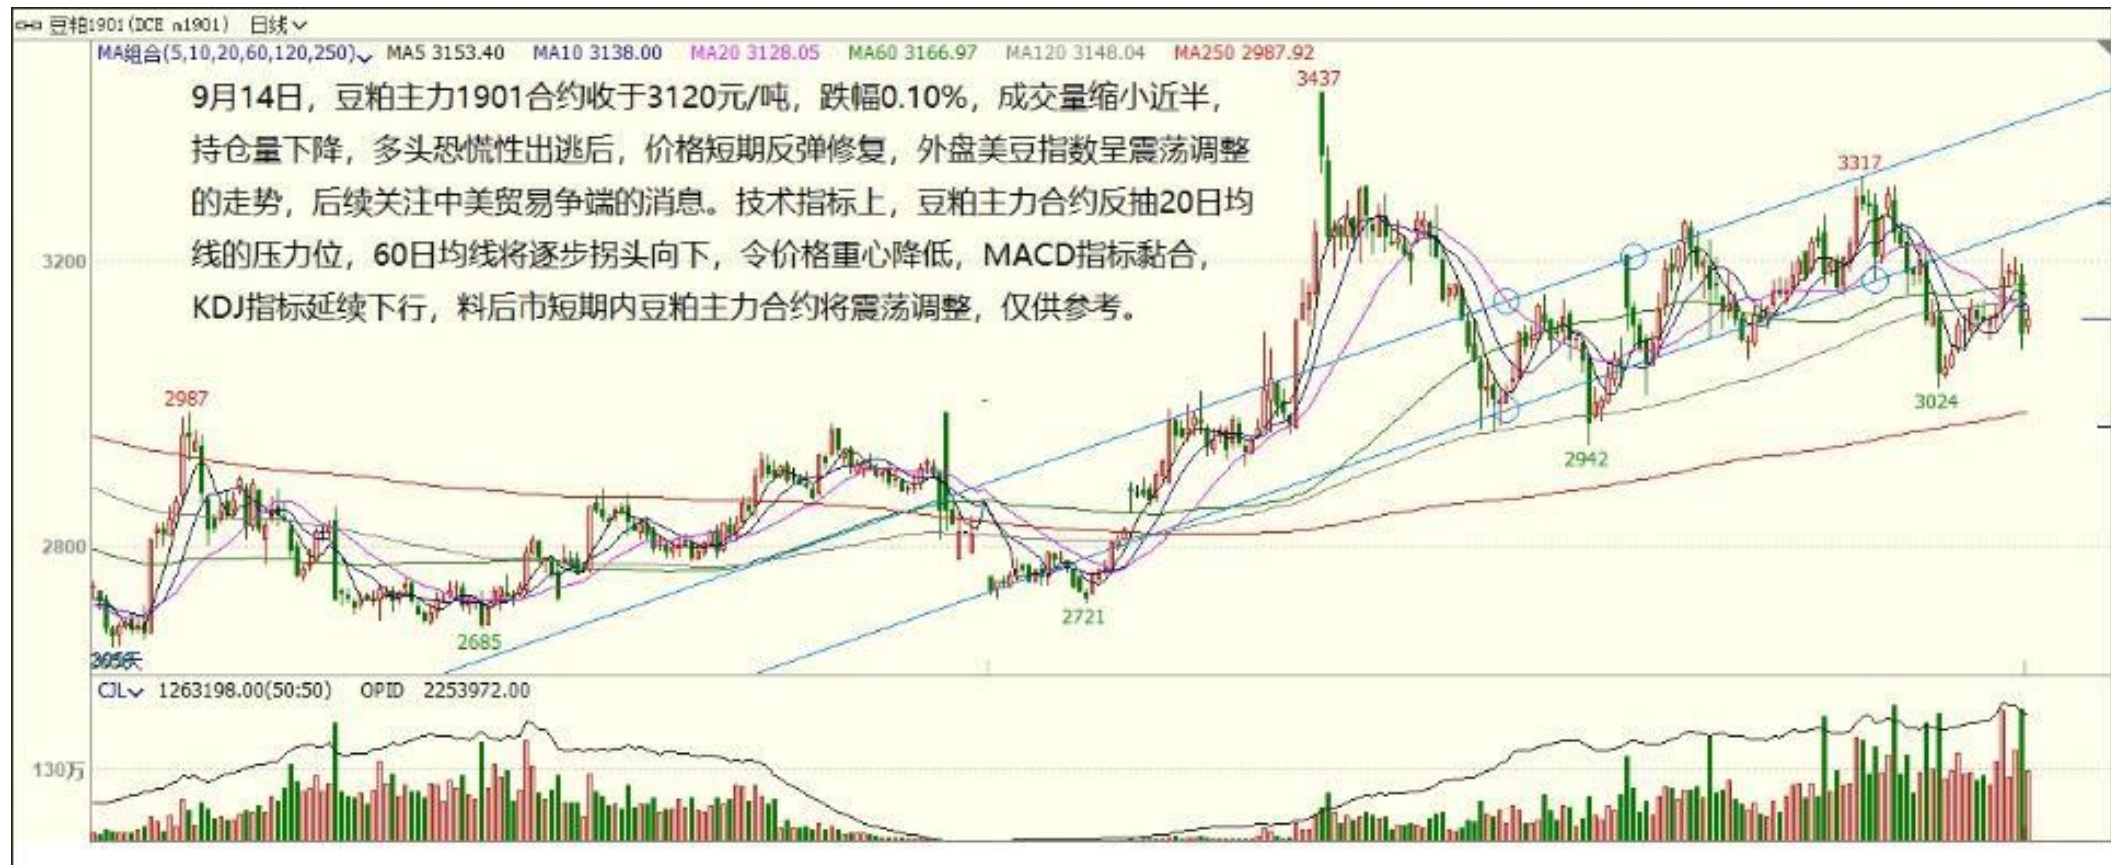 豆粕1901(DCE m1901) 日线
MA组合(5,10,20,60,120,250) MA5 3153.40 MA10 3138.00 MA20 3128.05 MA60 3166.97 MA120 3148.04 MA250 2987.92
3437
9月14日，豆粕主力1901合约收于3120元/吨，跌幅0.10%，成交量缩小近半，
持仓量下降，多头恐慌性出逃后，价格短期反弹修复，外盘美豆指数呈震荡调整
的走势，后续关注中美贸易争端的消息。技术指标上，豆粕主力合约反抽20日均
线的压力位，60日均线将逐步拐头向下，令价格重心降低，MACD指标黏合，
KDJ指标延续下行，料后市短期内豆粕主力合约将震荡调整，仅供参考。
3317
3200
2987
3024
2942
2800
2721
2685
CJL 1263198.00(50:50) OPID 2253972.00
130万